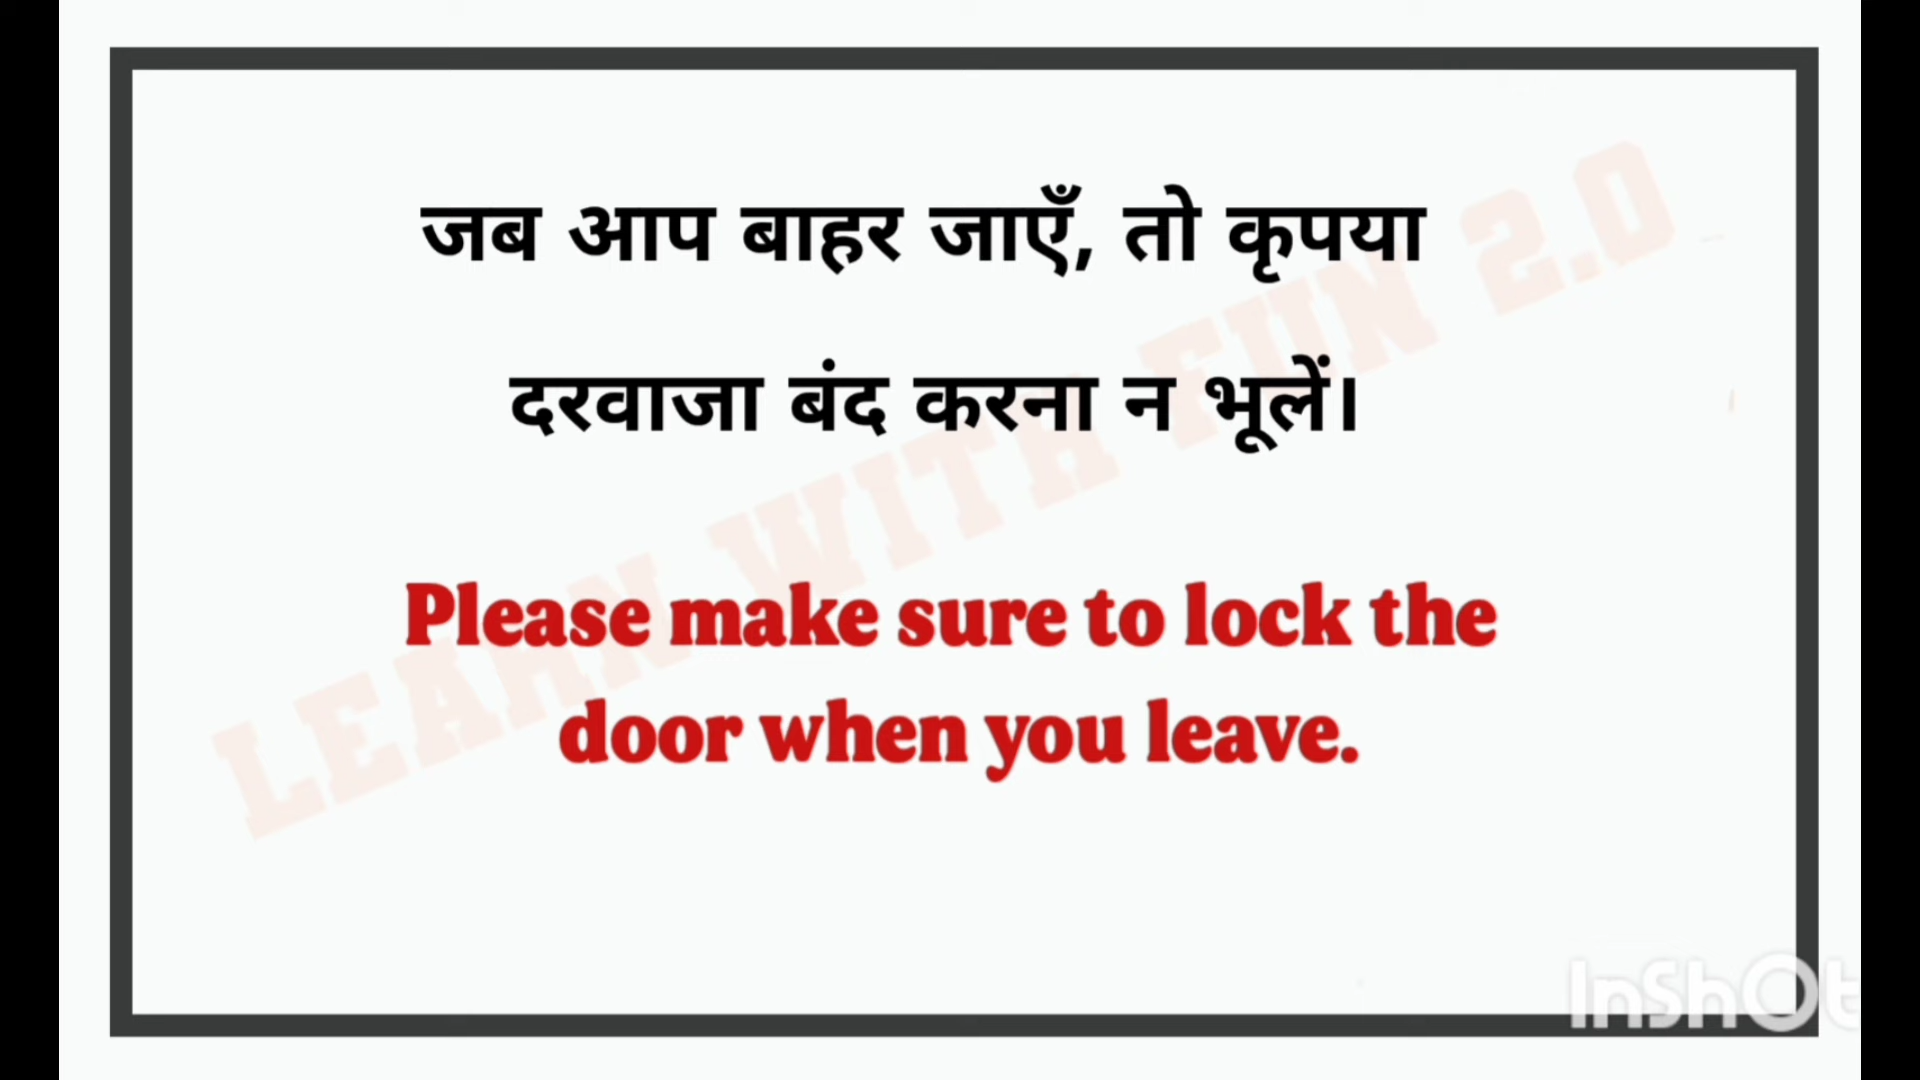 जब आप बाहर जाएँ, तो कृपया
दरवाजा बंद करना न भूलें।
Please make sure to lock the
door when you leave.
LEARN WITH FUN 2.0
InShOt